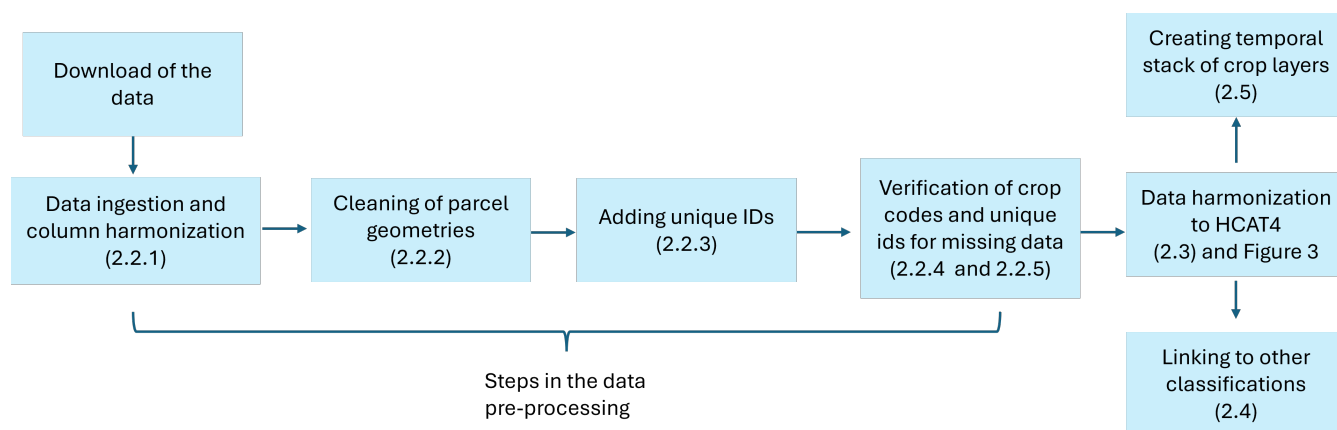 Download of the
data
Data ingestion and
column harmonization
(2.2.1)
Cleaning of parcel
geometries
(2.2.2)
Adding unique IDs
(2.2.3)
Verification of crop
codes and unique
ids for missing data
(2.2.4 and 2.2.5)
Creating temporal
stack of crop layers
(2.5)
Data harmonization
to HCAT4
(2.3) and Figure 3
Linking to other
classifications
(2.4)
Steps in the data
pre-processing